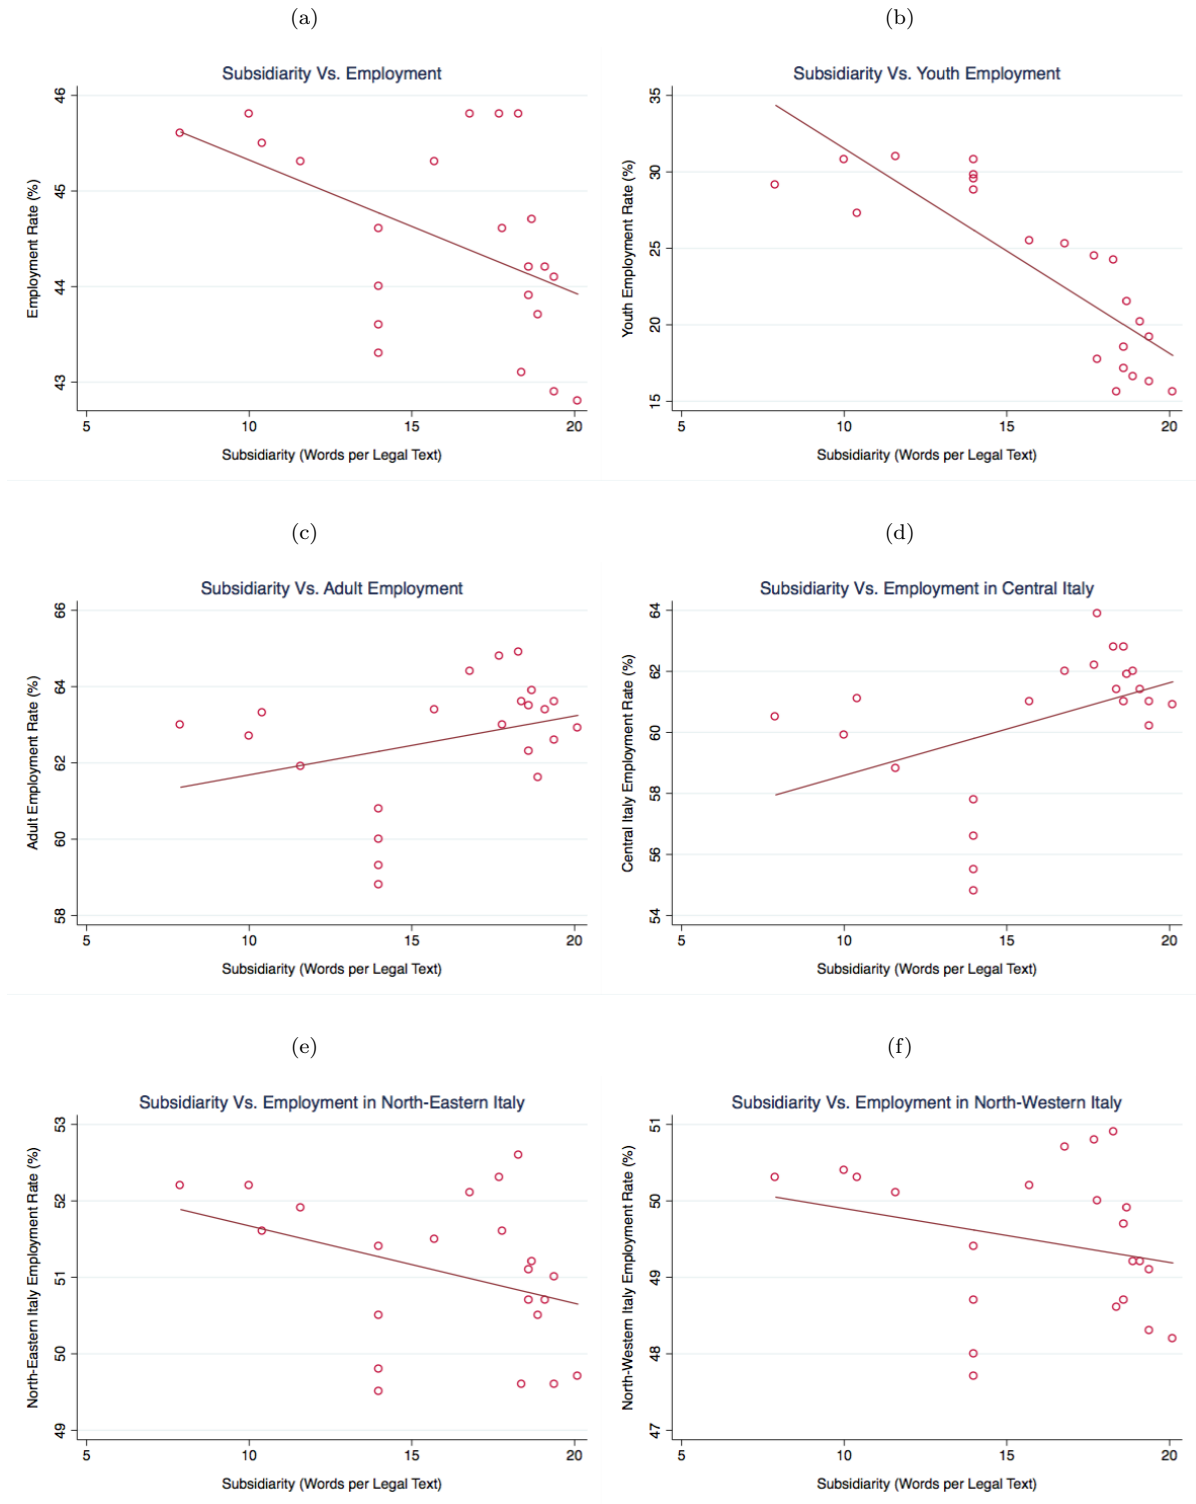 (a)
(b)
Subsidiarity Vs. Employment
Employment Rate (%)
46
45
44
43
5 10 15 20
Subsidiarity (Words per Legal Text)
Subsidiarity Vs. Youth Employment
Youth Employment Rate (%)
35
30
25
20
15
5 10 15 20
Subsidiarity (Words per Legal Text)
(c)
(d)
Subsidiarity Vs. Adult Employment
Adult Employment Rate (%)
66
64
62
60
58
5 10 15 20
Subsidiarity (Words per Legal Text)
Subsidiarity Vs. Employment in Central Italy
Central Italy Employment Rate (%)
64
62
60
58
56
54
5 10 15 20
Subsidiarity (Words per Legal Text)
(e)
(f)
Subsidiarity Vs. Employment in North-Eastern Italy
North-Eastern Italy Employment Rate (%)
53
52
51
50
49
5 10 15 20
Subsidiarity (Words per Legal Text)
Subsidiarity Vs. Employment in North-Western Italy
North-Western Italy Employment Rate (%)
51
50
49
48
47
5 10 15 20
Subsidiarity (Words per Legal Text)